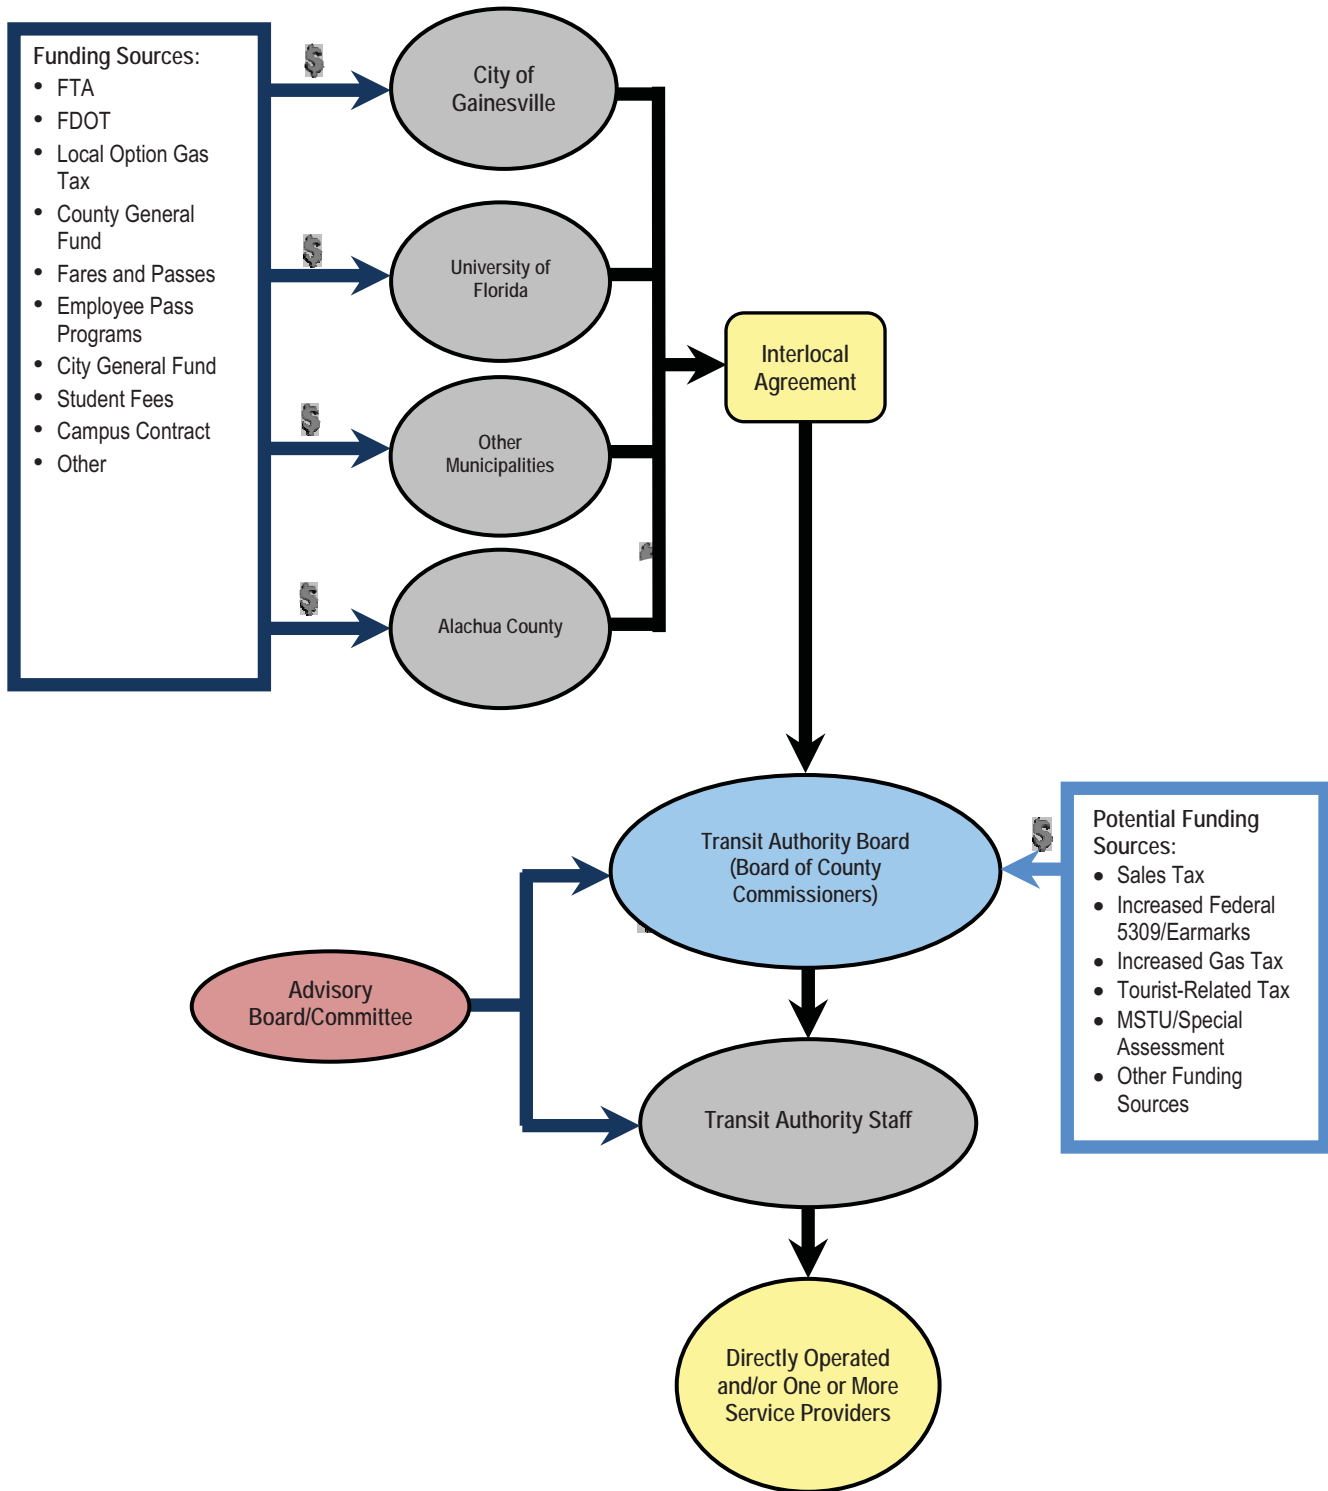 Funding Sources:
• FTA
• FDOT
• Local Option Gas
Tax
• County General
Fund
• Fares and Passes
• Employee Pass
Programs
• City General Fund
• Student Fees
• Campus Contract
• Other
$
City of
Gainesville
$
University of
Florida
$
Other
Municipalities
$
Alachua County
Interlocal
Agreement
Transit Authority Board
(Board of County
Commissioners)
$
Potential Funding
Sources:
• Sales Tax
• Increased Federal
5309/Earmarks
• Increased Gas Tax
• Tourist-Related Tax
• MSTU/Special
Assessment
• Other Funding
Sources
Advisory
Board/Committee
Transit Authority Staff
Directly Operated
and/or One or More
Service Providers